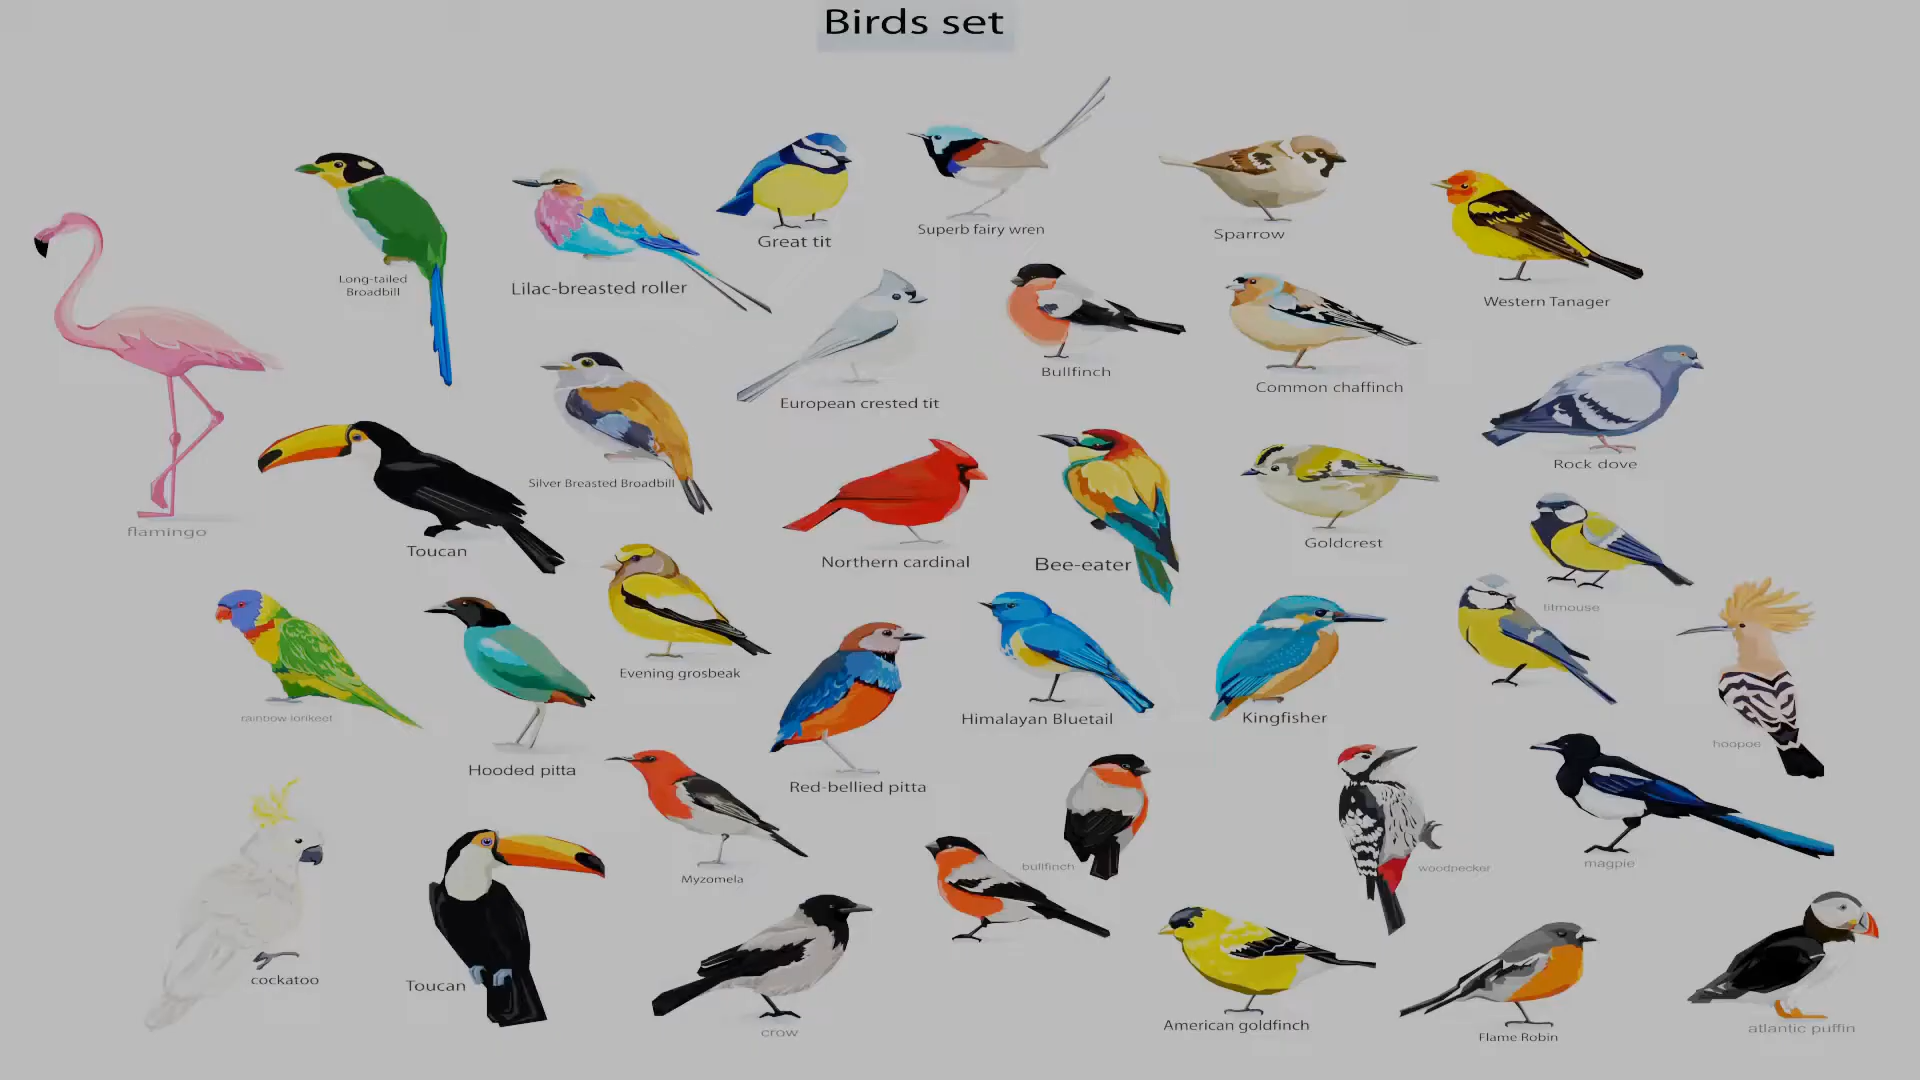 Birds set
Great tit
Superb fairy wren
Sparrow
Long-tailed
Broadbill
Lilac-breasted roller
Western Tanager
Bullfinch
Common chaffinch
European crested tit
Rock dove
Silver Breasted Broadbill
flamingo
Toucan
Northern cardinal
Bee-eater
Goldcrest
titmouse
Evening grosbeak
rainbow lorikeet
Himalayan Bluetail
Kingfisher
hoopoe
Hooded pitta
Red-bellied pitta
Myzomela
bullfinch
woodpecker
magpie
cockatoo
Toucan
crow
American goldfinch
Flame Robin
atlantic puffin